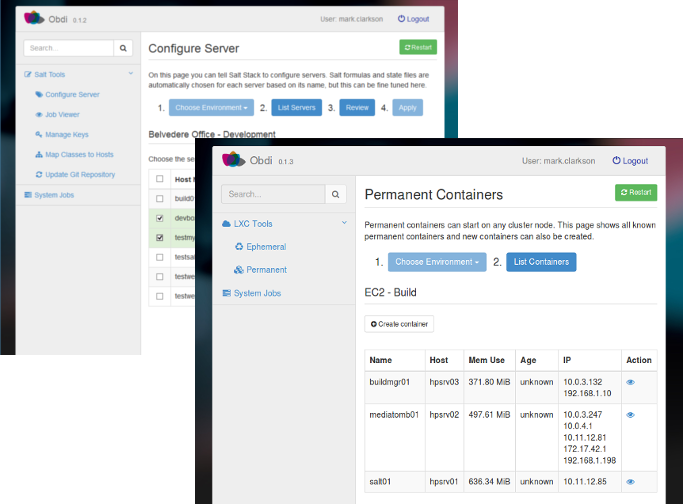 Obdi 0.1.2
User: mark.clarkson
Logout
Search...
Salt Tools
Configure Server
Job Viewer
Manage Keys
Map Classes to Hosts
Update Git Repository
System Jobs
Configure Server
Restart
On this page you can tell Salt Stack to configure servers. Salt formulas and state files are
automatically chosen for each server based on its name, but this can be fine tuned here.
1. Choose Environment 2. List Servers 3. Review 4. Apply
Belvedere Office - Development
Choose the se
Host
build0
devbo
testmy
testsal
testwe
testwe
Obdi 0.1.3
User: mark.clarkson
Logout
Search...
LXC Tools
Ephemeral
Permanent
System Jobs
Permanent Containers
Restart
Permanent containers can start on any cluster node. This page shows all known
permanent containers and new containers can also be created.
1. Choose Environment 2. List Containers
EC2 - Build
Create container
Name Host Mem Use Age IP Action
buildmgr01 hpsrv03 371.80 MiB unknown 10.0.3.132
192.168.1.10
mediatomb01 hpsrv02 497.61 MiB unknown 10.0.3.247
10.0.4.1
10.11.12.81
172.17.42.1
192.168.1.198
salt01 hpsrv01 636.34 MiB unknown 10.11.12.85